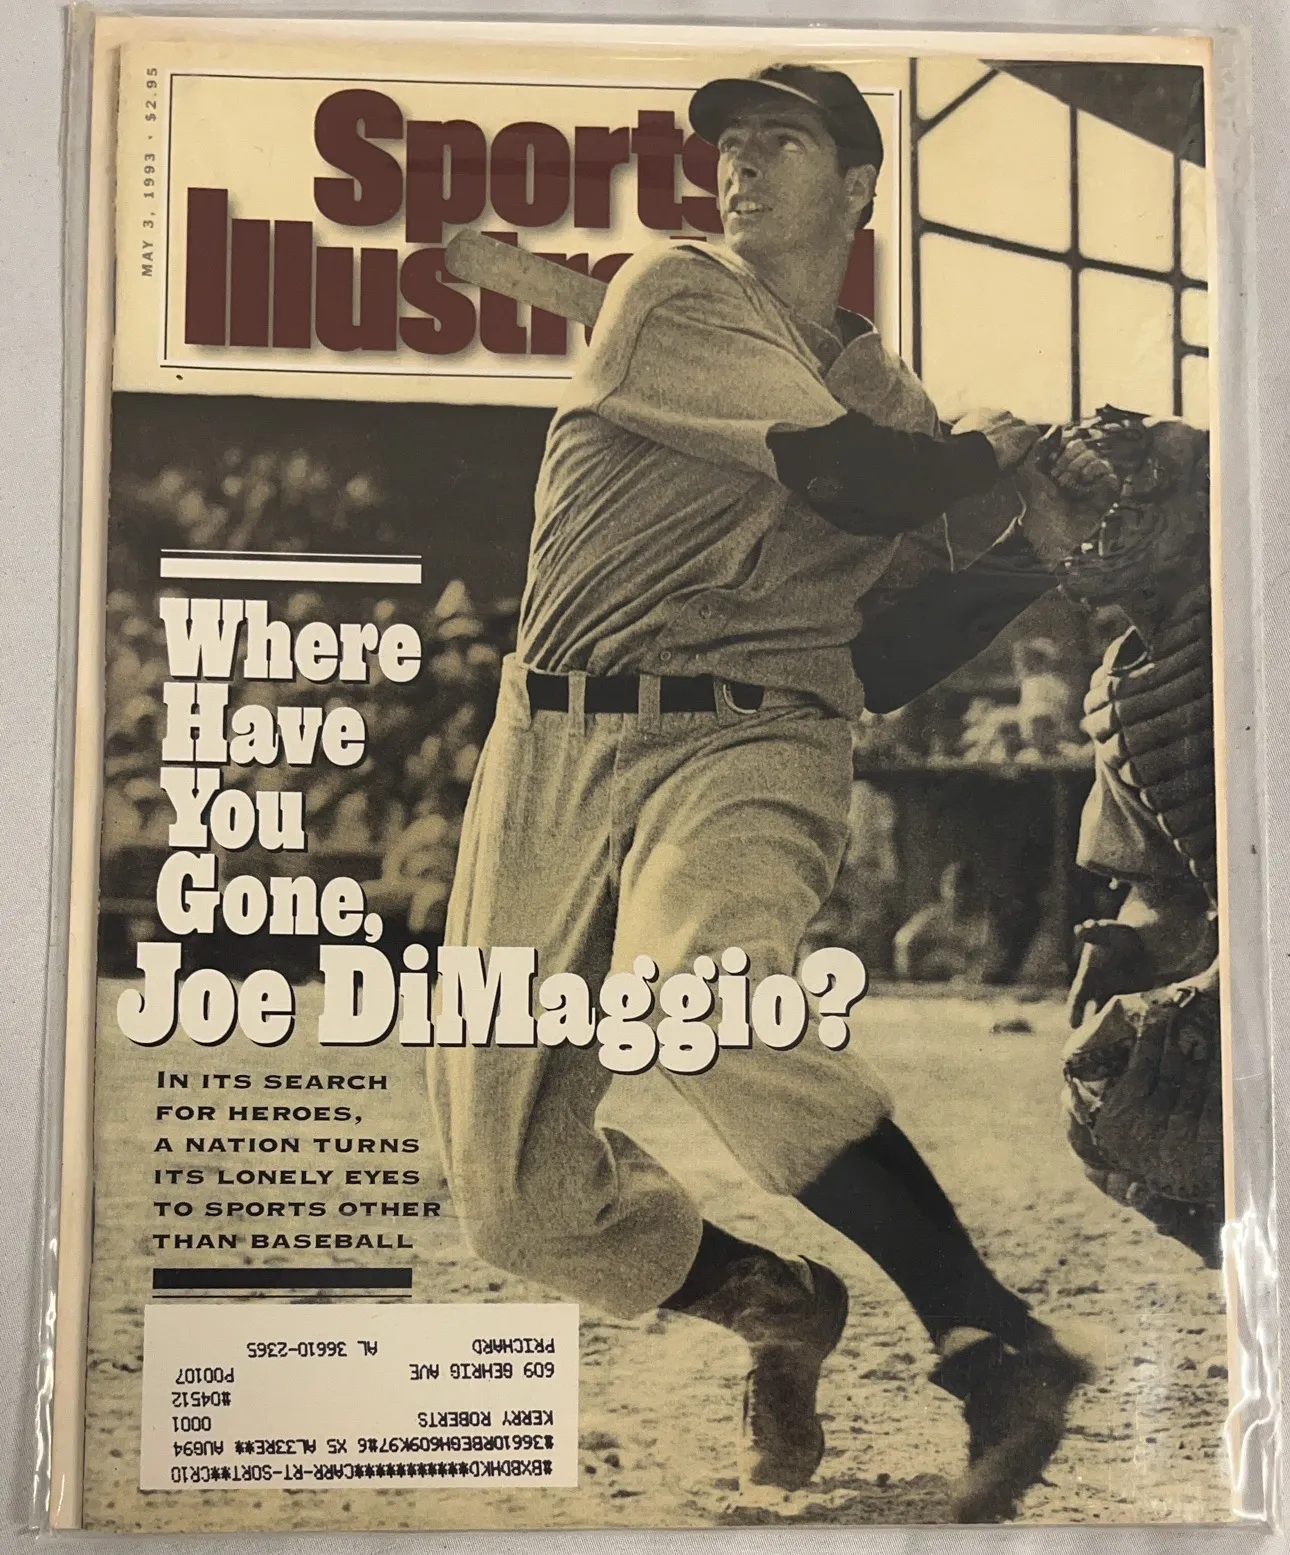 MAY 3, 1993 · $2.95
Sports
Illustrated
Where
Have
You
Gone,
Joe DiMaggio?
IN ITS SEARCH
FOR HEROES,
A NATION TURNS
ITS LONELY EYES
TO SPORTS OTHER
THAN BASEBALL
#BXBDHKD*************CARR-RT-SORT**CR10
#36610RBEGH609K97#6 X5 AL33RE** AUG94
KERRY ROBERTS 0001
#04512
609 GEHRIG AVE P00107
PRICHARD AL 36610-2365